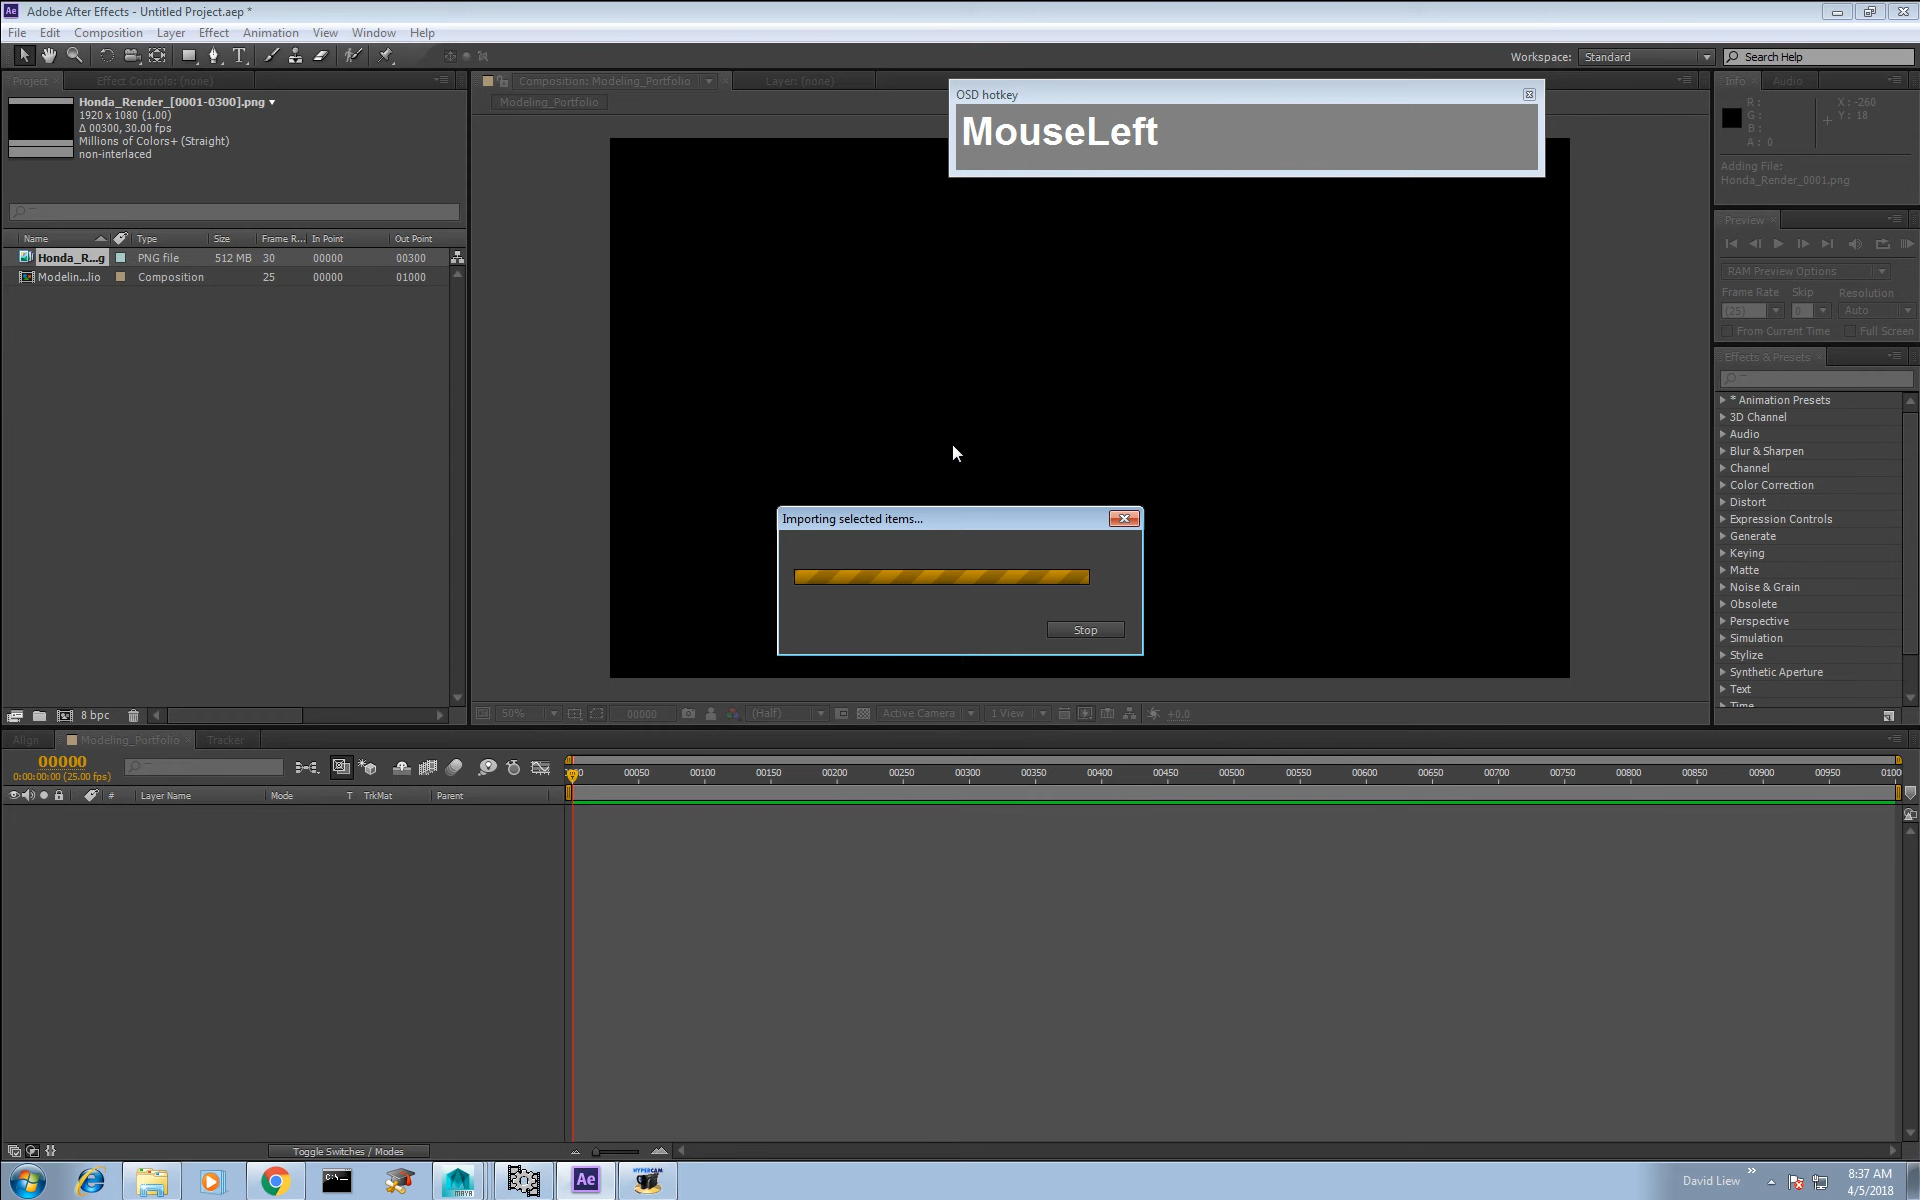 Adobe After Effects - Untitled Project.aep *
File Edit Composition Layer Effect Animation View Window Help
Workspace: Standard Search Help
Project Effect Controls: (none) Composition: Modeling_Portfolio Layer: (none) Info Audio
Modeling_Portfolio
OSD hotkey
MouseLeft
Honda_Render_[0001-0300].png
1920 x 1080 (1.00)
Δ 00300, 30.00 fps
Millions of Colors+ (Straight)
non-interlaced
R :
G :
B :
A : 0
X : -260
Y : 18
Adding File:
Honda_Render_0001.png
Name Type Size Frame R... In Point Out Point
Honda_R...g PNG file 512 MB 30 00000 00300
Modelin...lio Composition 25 00000 01000
Preview
RAM Preview Options
Frame Rate Skip Resolution
(25) 0 Auto
From Current Time Full Screen
Effects & Presets
* Animation Presets
3D Channel
Audio
Blur & Sharpen
Channel
Color Correction
Distort
Expression Controls
Generate
Keying
Matte
Noise & Grain
Obsolete
Perspective
Simulation
Stylize
Synthetic Aperture
Text
Time
Importing selected items...
Stop
8 bpc
50% 00000 (Half) Active Camera 1 View +0.0
Align Modeling_Portfolio Tracker
00000
0:00:00:00 (25.00 fps)
00050 00100 00150 00200 00250 00300 00350 00400 00450 00500 00550 00600 00650 00700 00750 00800 00850 00900 00950 0100
# Layer Name Mode T TrkMat Parent
Toggle Switches / Modes
C:\
MAYA
Ae
HYPERCAM
David Liew
8:37 AM
4/5/2018